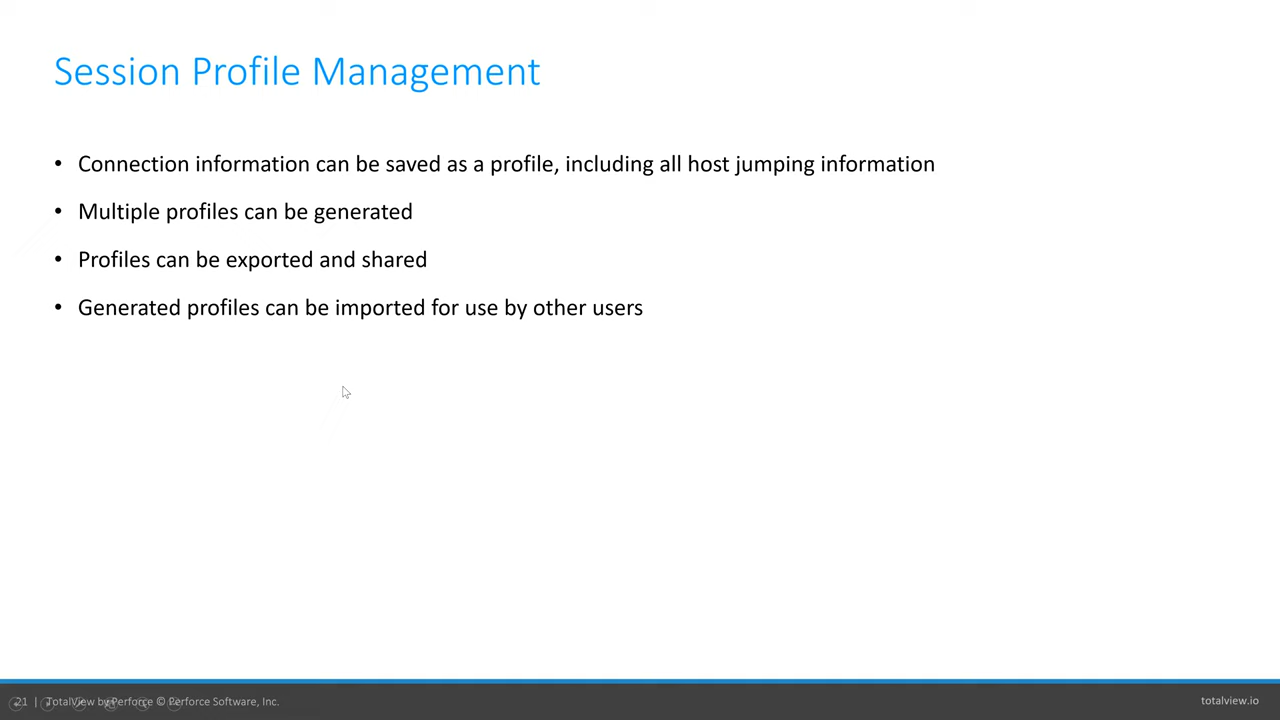 Session Profile Management
• Connection information can be saved as a profile, including all host jumping information
• Multiple profiles can be generated
• Profiles can be exported and shared
• Generated profiles can be imported for use by other users
21 | TotalView by Perforce © Perforce Software, Inc.
totalview.io